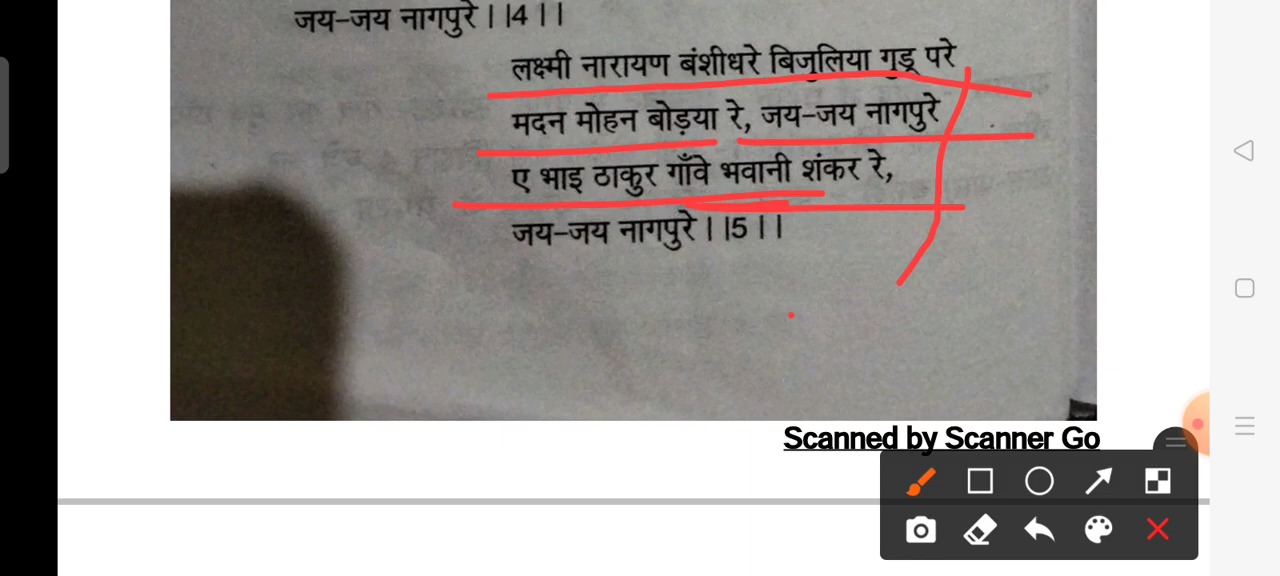 जय-जय नागपुरे।।4।।
लक्ष्मी नारायण बंशीधरे बिजुलिया गुड़ू परे
मदन मोहन बोड़या रे, जय-जय नागपुरे
ए भाइ ठाकुर गाँवे भवानी शंकर रे,
जय-जय नागपुरे।।5।।
Scanned by Scanner Go